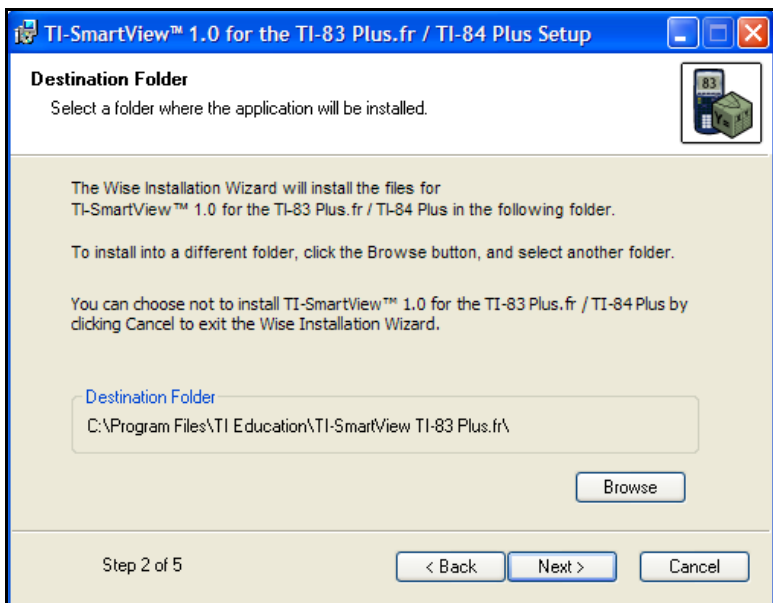 TI-SmartView™ 1.0 for the TI-83 Plus.fr / TI-84 Plus Setup
Destination Folder
Select a folder where the application will be installed.
83
Y= X Y
The Wise Installation Wizard will install the files for
TI-SmartView™ 1.0 for the TI-83 Plus.fr / TI-84 Plus in the following folder.
To install into a different folder, click the Browse button, and select another folder.
You can choose not to install TI-SmartView™ 1.0 for the TI-83 Plus.fr / TI-84 Plus by
clicking Cancel to exit the Wise Installation Wizard.
Destination Folder
C:\Program Files\TI Education\TI-SmartView TI-83 Plus.fr\
Browse
Step 2 of 5
< Back
Next >
Cancel